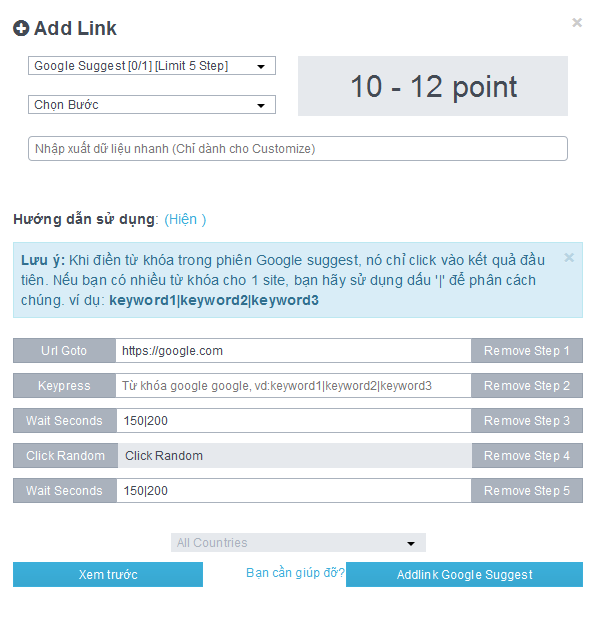 Add Link
×
Google Suggest [0/1] [Limit 5 Step]
10 - 12 point
Chọn Bước
Nhập xuất dữ liệu nhanh (Chỉ dành cho Customize)
Hướng dẫn sử dụng: (Hiện )
Lưu ý: Khi điền từ khóa trong phiên Google suggest, nó chỉ click vào kết quả đầu
×
tiên. Nếu bạn có nhiều từ khóa cho 1 site, bạn hãy sử dụng dấu '|' để phân cách
chúng. ví dụ: keyword1|keyword2|keyword3
Url Goto https://google.com Remove Step 1
Keypress Từ khóa google google, vd:keyword1|keyword2|keyword3 Remove Step 2
Wait Seconds 150|200 Remove Step 3
Click Random Click Random Remove Step 4
Wait Seconds 150|200 Remove Step 5
All Countries
Xem trước Bạn cần giúp đỡ? Addlink Google Suggest